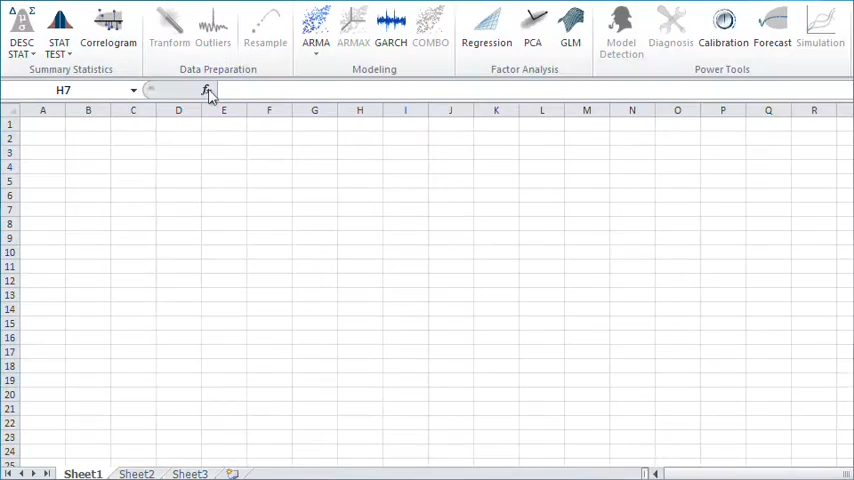 Δ Σ
μ
σ
DESC STAT
STAT TEST
Correlogram
Tranform
Outliers
Resample
ARMA
ARMAX
GARCH
COMBO
Regression
PCA
GLM
Model Detection
Diagnosis
Calibration
Forecast
Simulation
Summary Statistics
Data Preparation
Modeling
Factor Analysis
Power Tools
H7
A B C D E F G H I J K L M N O P Q R
1
2
3
4
5
6
7
8
9
10
11
12
13
14
15
16
17
18
19
20
21
22
23
24
25
Sheet1 Sheet2 Sheet3